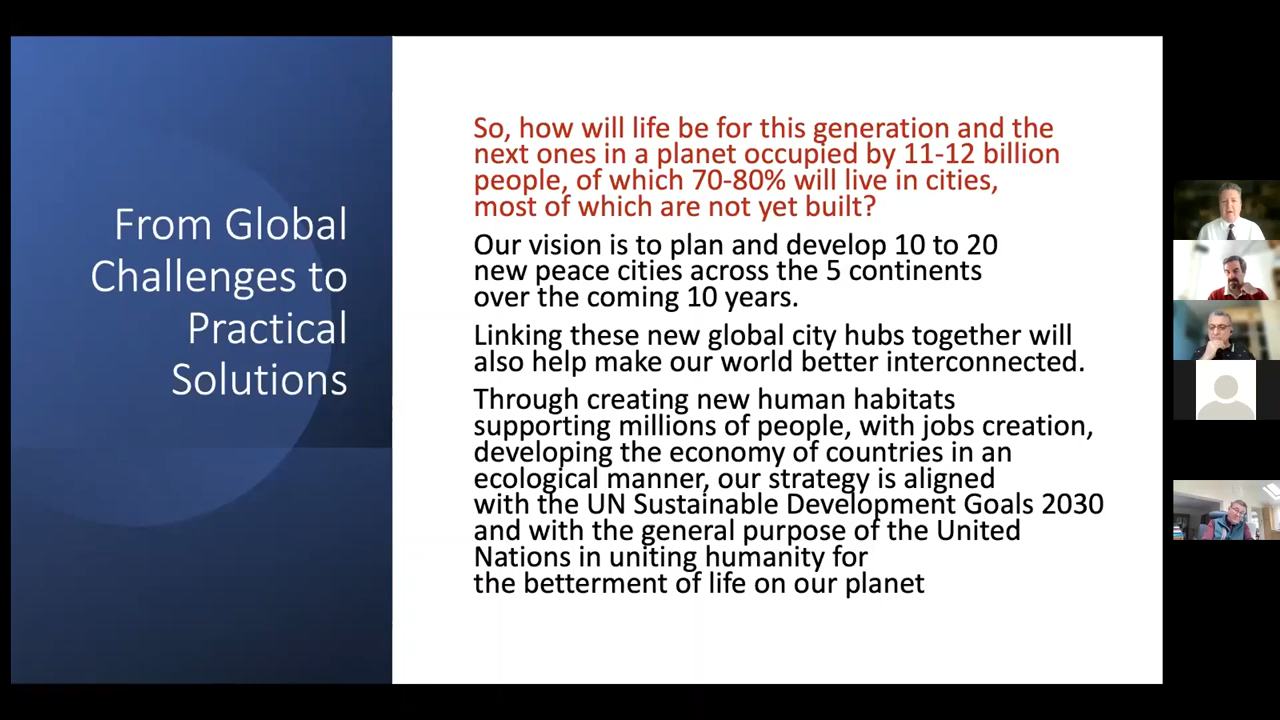 From Global
Challenges to
Practical
Solutions
So, how will life be for this generation and the
next ones in a planet occupied by 11-12 billion
people, of which 70-80% will live in cities,
most of which are not yet built?
Our vision is to plan and develop 10 to 20
new peace cities across the 5 continents
over the coming 10 years.
Linking these new global city hubs together will
also help make our world better interconnected.
Through creating new human habitats
supporting millions of people, with jobs creation,
developing the economy of countries in an
ecological manner, our strategy is aligned
with the UN Sustainable Development Goals 2030
and with the general purpose of the United
Nations in uniting humanity for
the betterment of life on our planet